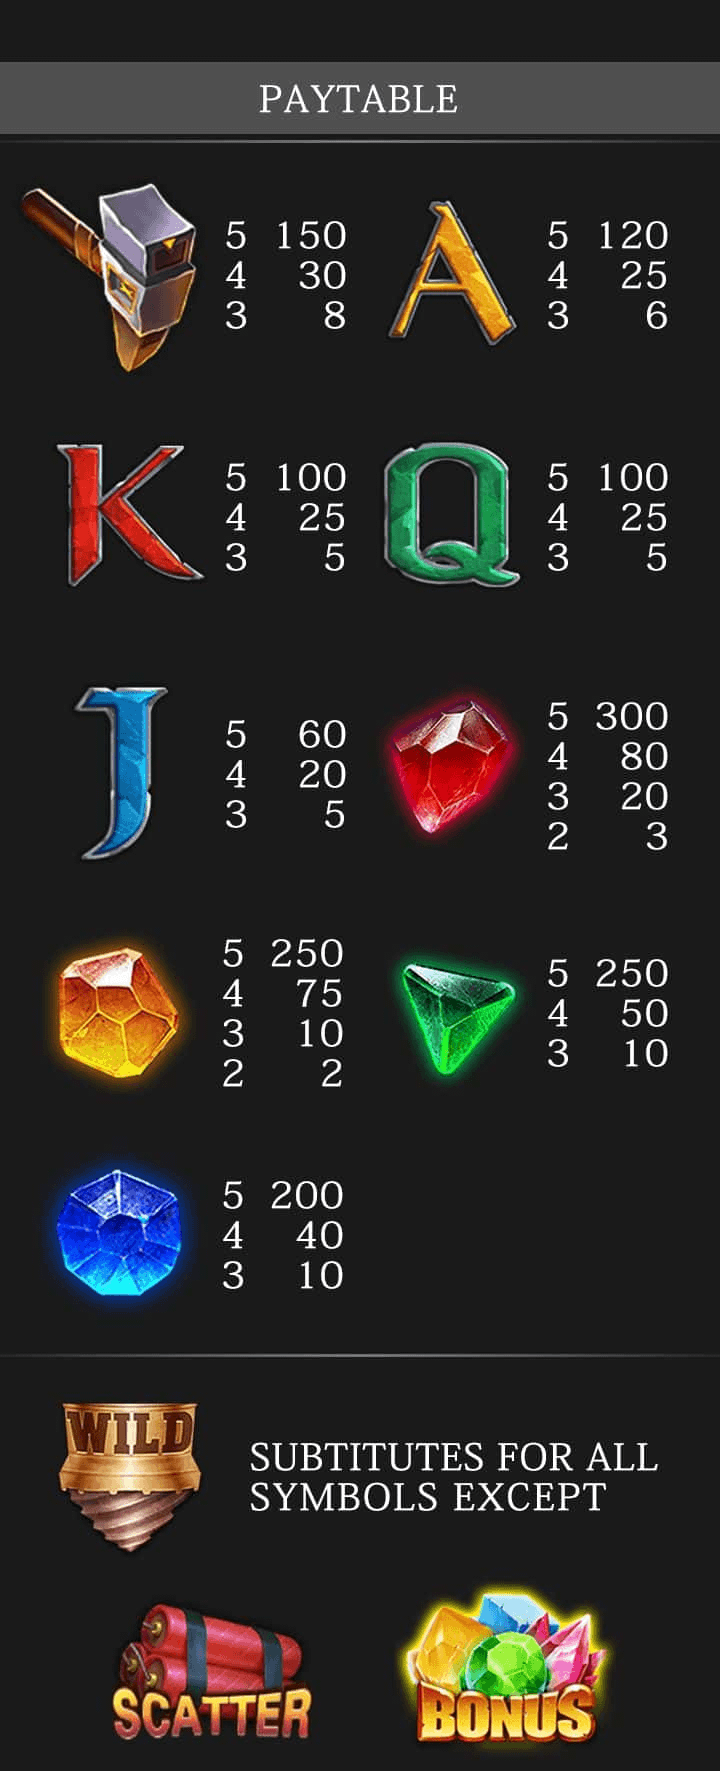 PAYTABLE
5 150
4 30
3 8
A
5 120
4 25
3 6
K
5 100
4 25
3 5
Q
5 100
4 25
3 5
J
5 60
4 20
3 5
5 300
4 80
3 20
2 3
5 250
4 75
3 10
2 2
5 250
4 50
3 10
5 200
4 40
3 10
WILD
SUBTITUTES FOR ALL
SYMBOLS EXCEPT
SCATTER
BONUS